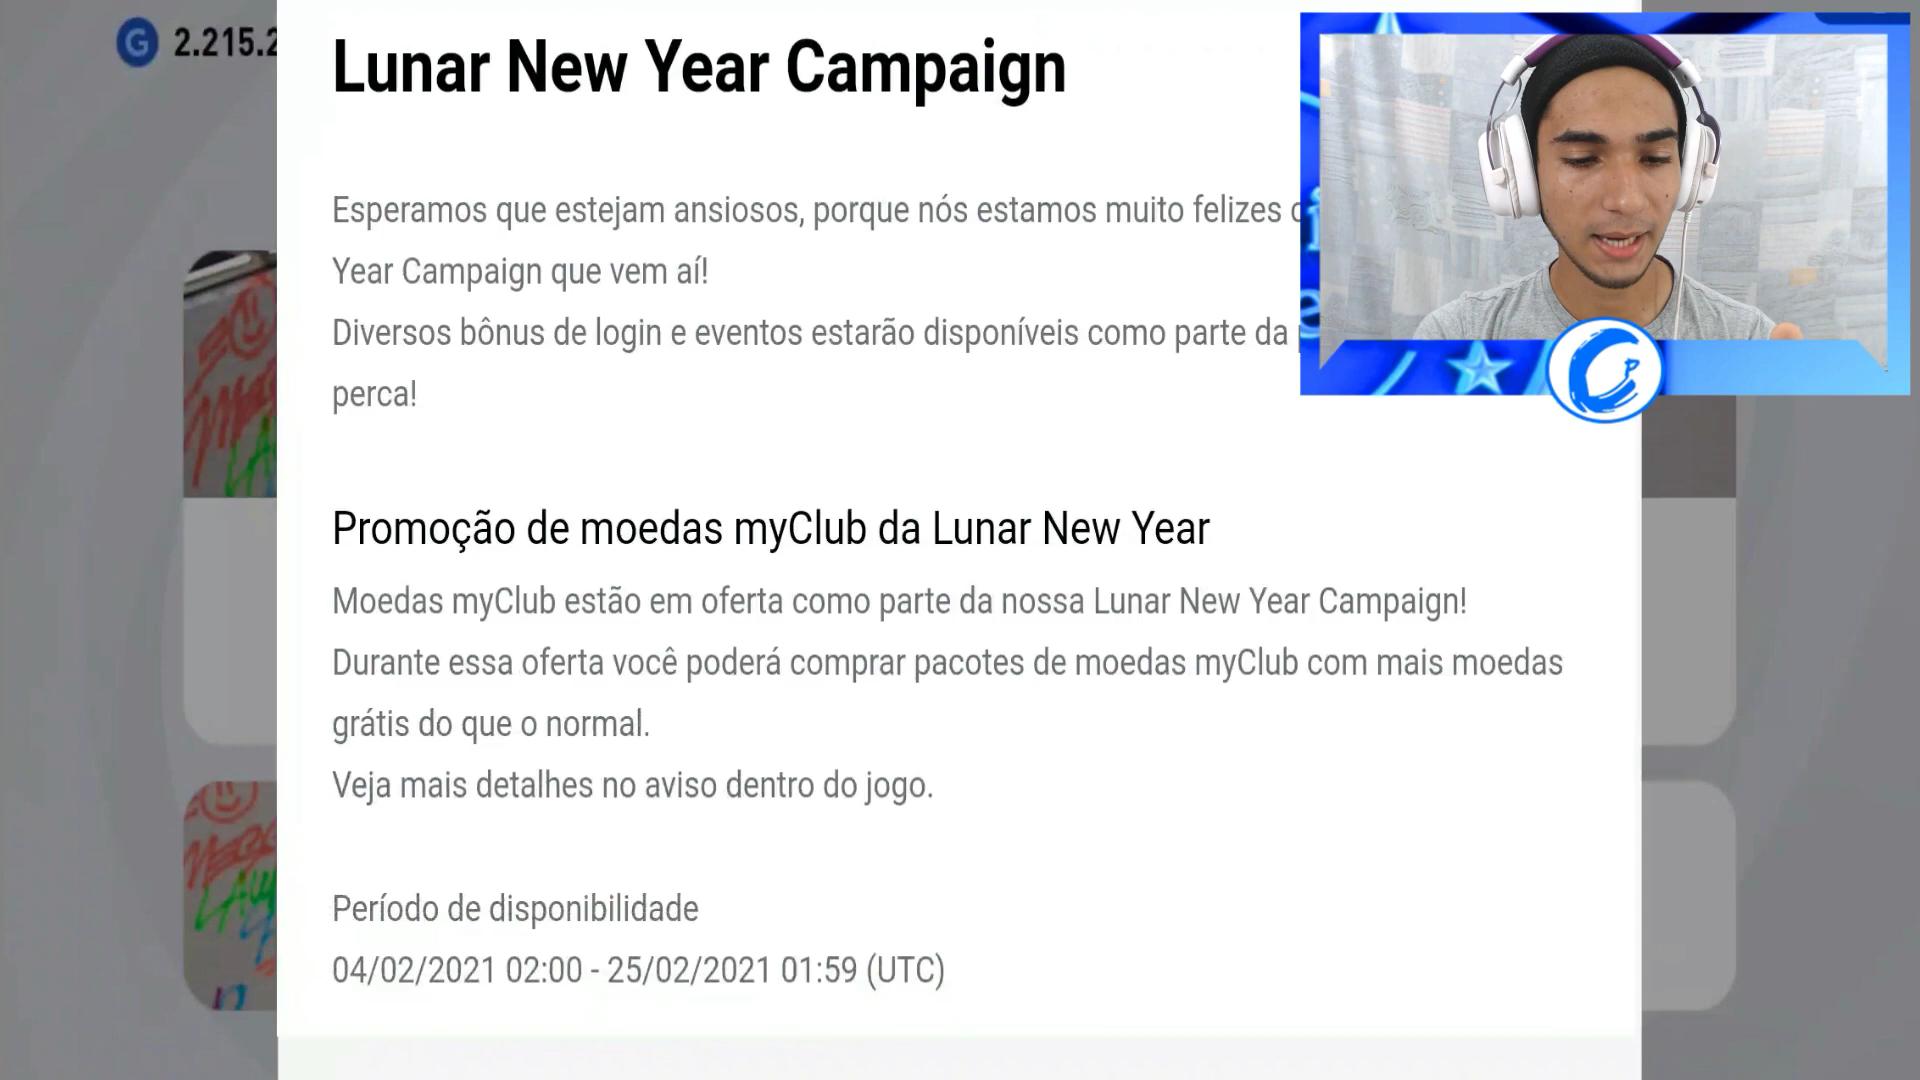 2.215.2
Lunar New Year Campaign
Esperamos que estejam ansiosos, porque nós estamos muito felizes
Year Campaign que vem aí!
Diversos bônus de login e eventos estarão disponíveis como parte da
perca!
Promoção de moedas myClub da Lunar New Year
Moedas myClub estão em oferta como parte da nossa Lunar New Year Campaign!
Durante essa oferta você poderá comprar pacotes de moedas myClub com mais moedas
grátis do que o normal.
Veja mais detalhes no aviso dentro do jogo.
Período de disponibilidade
04/02/2021 02:00 - 25/02/2021 01:59 (UTC)